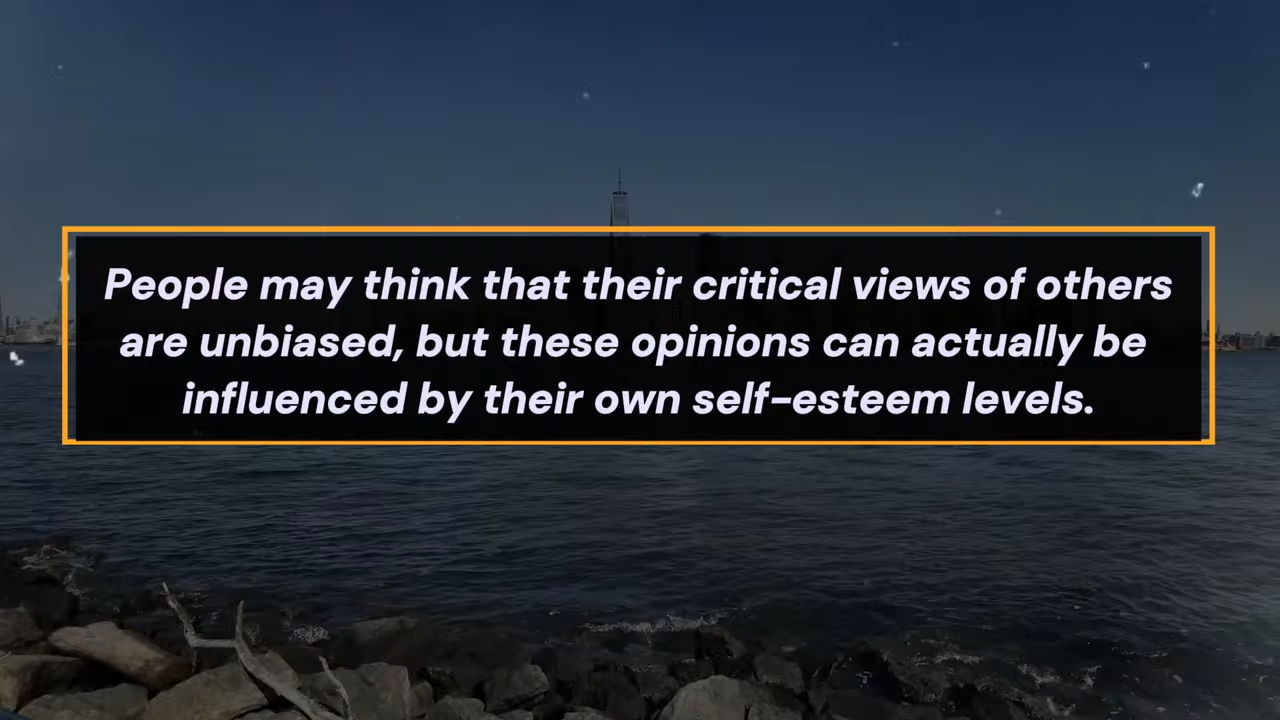 People may think that their critical views of others
are unbiased, but these opinions can actually be
influenced by their own self-esteem levels.